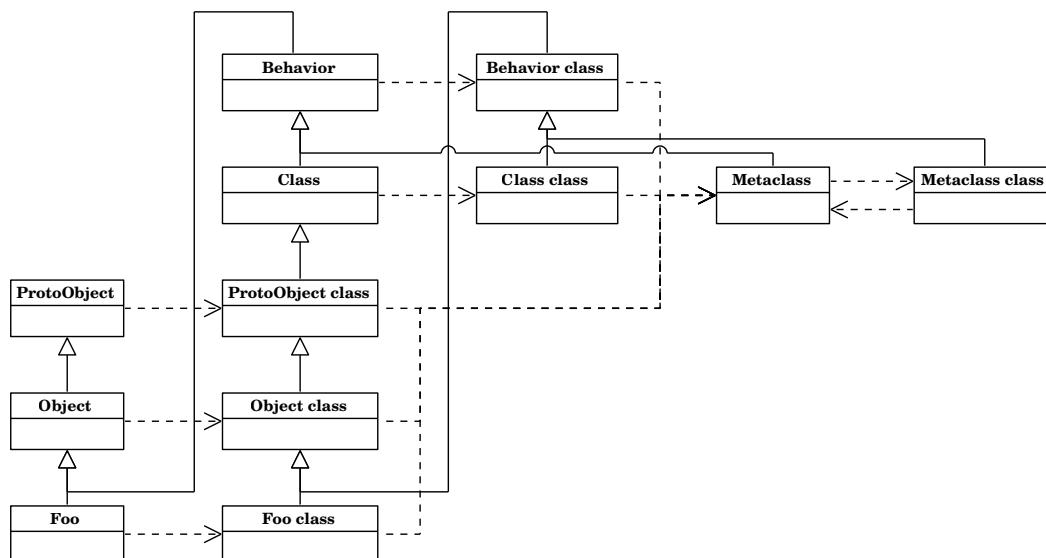 Behavior
Behavior class
Class
Class class
Metaclass
Metaclass class
ProtoObject
ProtoObject class
Object
Object class
Foo
Foo class